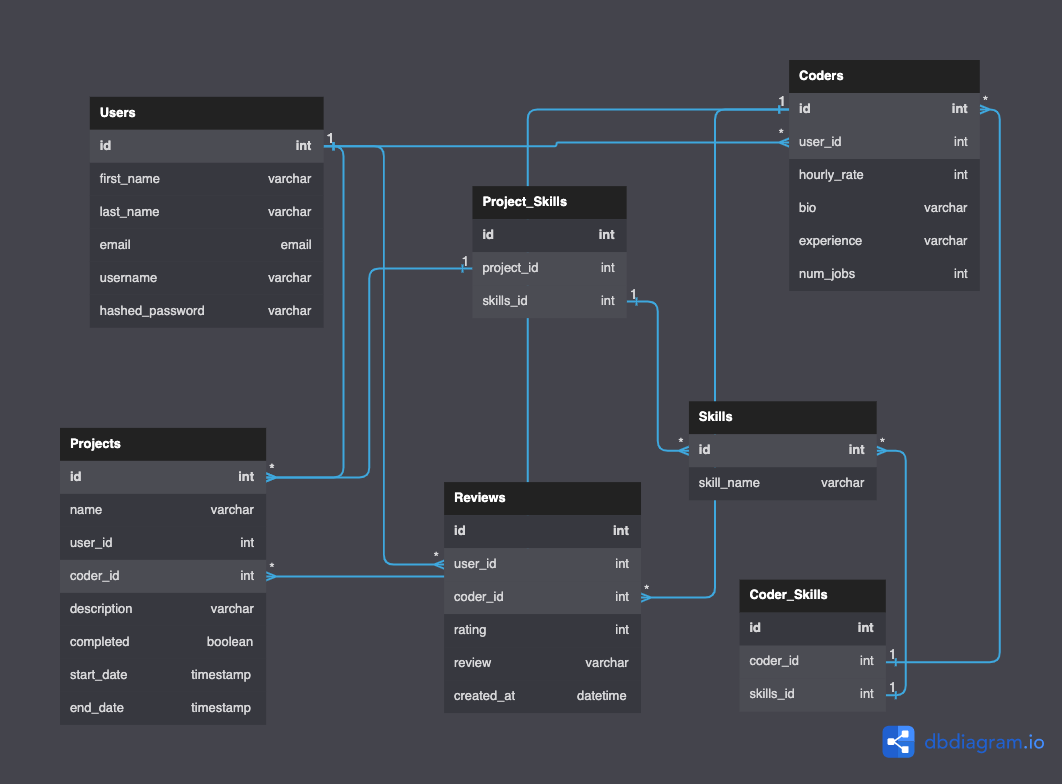 Users
id int
first_name varchar
last_name varchar
email email
username varchar
hashed_password varchar
1
Coders
id int
user_id int
hourly_rate int
bio varchar
experience varchar
num_jobs int
1
*
*
Project_Skills
id int
project_id int
skills_id int
1
1
Skills
id int
skill_name varchar
*
*
Projects
id int
name varchar
user_id int
coder_id int
description varchar
completed boolean
start_date timestamp
end_date timestamp
*
*
Reviews
id int
user_id int
coder_id int
rating int
review varchar
created_at datetime
*
*
Coder_Skills
id int
coder_id int
skills_id int
1
1
dbdiagram.io